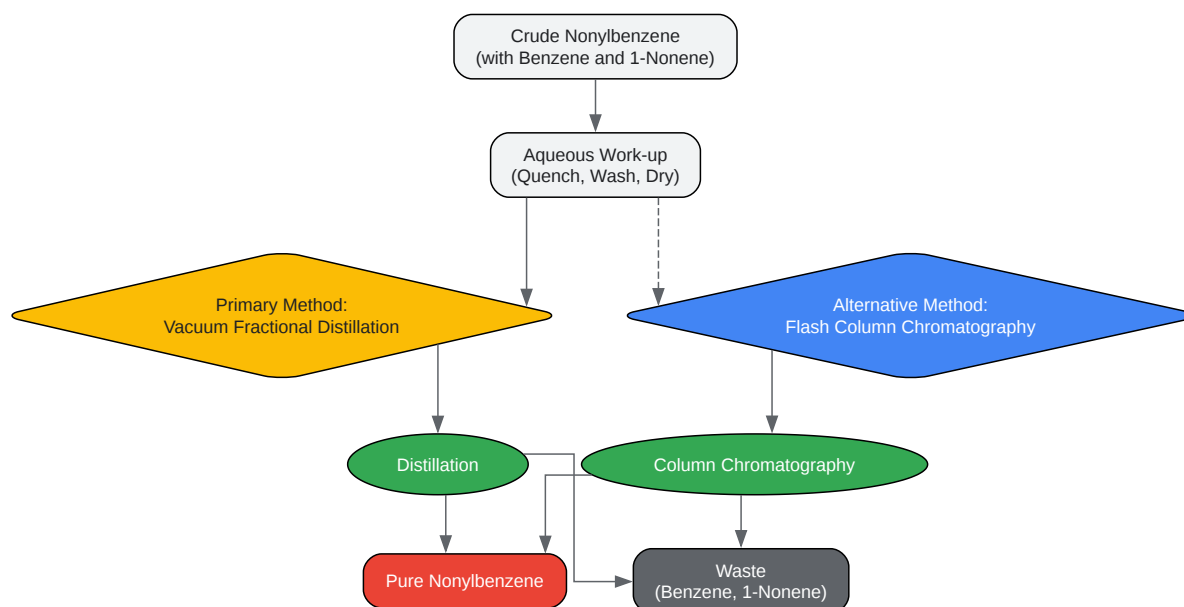 Crude Nonylbenzene
(with Benzene and 1-Nonene)
Aqueous Work-up
(Quench, Wash, Dry)
Primary Method:
Vacuum Fractional Distillation
Alternative Method:
Flash Column Chromatography
Distillation
Column Chromatography
Pure Nonylbenzene
Waste
(Benzene, 1-Nonene)